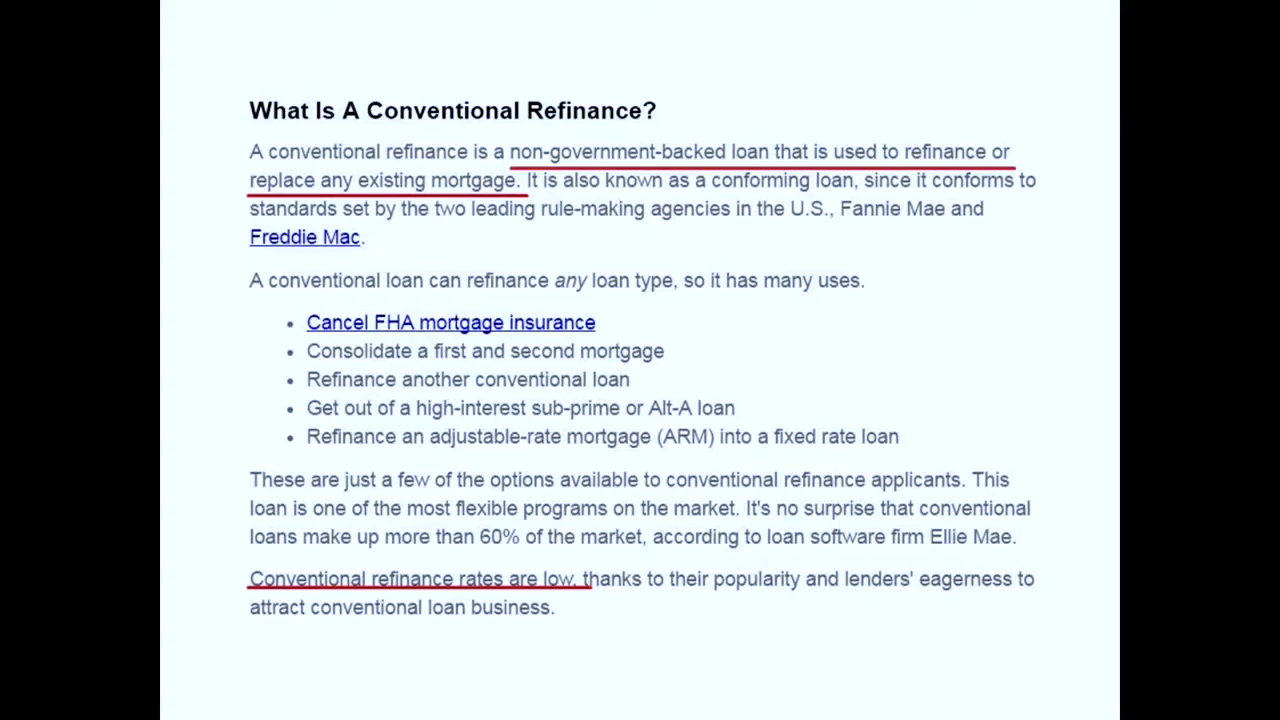 What Is A Conventional Refinance?
A conventional refinance is a non-government-backed loan that is used to refinance or
replace any existing mortgage. It is also known as a conforming loan, since it conforms to
standards set by the two leading rule-making agencies in the U.S., Fannie Mae and
Freddie Mac.
A conventional loan can refinance any loan type, so it has many uses.
• Cancel FHA mortgage insurance
• Consolidate a first and second mortgage
• Refinance another conventional loan
• Get out of a high-interest sub-prime or Alt-A loan
• Refinance an adjustable-rate mortgage (ARM) into a fixed rate loan
These are just a few of the options available to conventional refinance applicants. This
loan is one of the most flexible programs on the market. It's no surprise that conventional
loans make up more than 60% of the market, according to loan software firm Ellie Mae.
Conventional refinance rates are low, thanks to their popularity and lenders' eagerness to
attract conventional loan business.